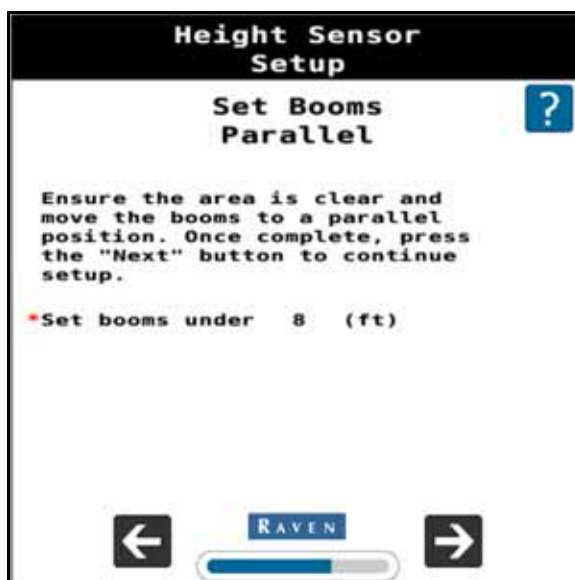 Height Sensor
Setup
Set Booms
Parallel
?
Ensure the area is clear and
move the booms to a parallel
position. Once complete, press
the "Next" button to continue
setup.
*Set booms under 8 (ft)
RAVEN